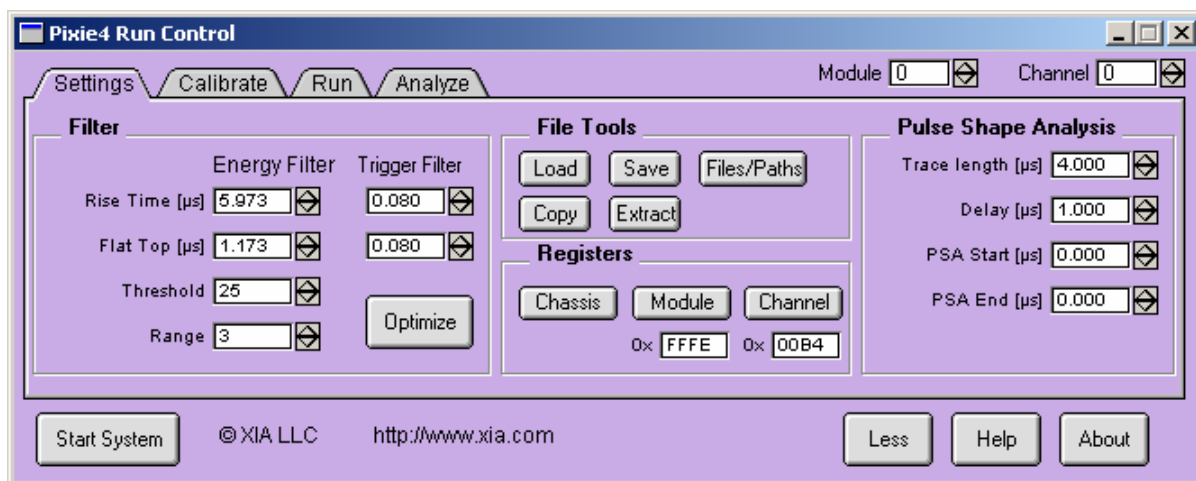 Pixie4 Run Control
Module 0 Channel 0
Settings Calibrate Run Analyze
Filter
Energy Filter Trigger Filter
Rise Time [µs] 5.973 0.080
Flat Top [µs] 1.173 0.080
Threshold 25
Range 3
Optimize
File Tools
Load Save Files/Paths
Copy Extract
Registers
Chassis Module Channel
0x FFFE 0x 00B4
Pulse Shape Analysis
Trace length [µs] 4.000
Delay [µs] 1.000
PSA Start [µs] 0.000
PSA End [µs] 0.000
Start System © XIA LLC http://www.xia.com Less Help About